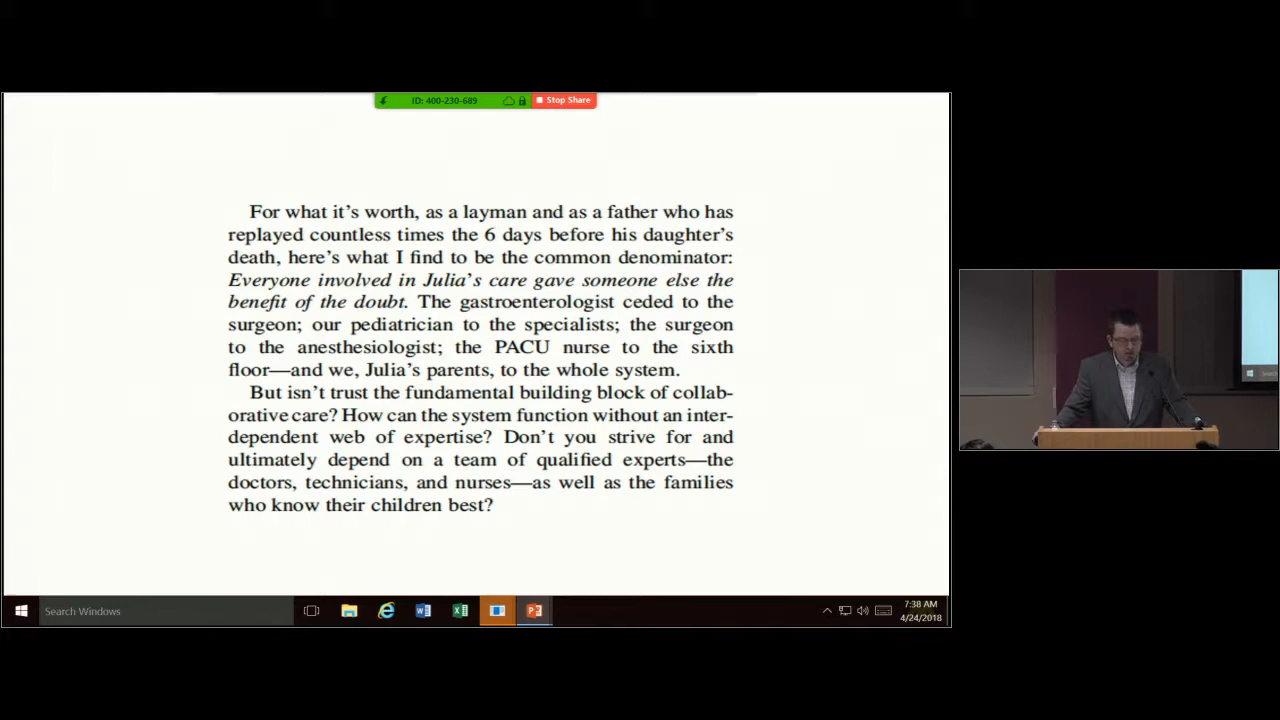 ID: 400-230-689
Stop Share
For what it's worth, as a layman and as a father who has
replayed countless times the 6 days before his daughter's
death, here's what I find to be the common denominator:
Everyone involved in Julia's care gave someone else the
benefit of the doubt. The gastroenterologist ceded to the
surgeon; our pediatrician to the specialists; the surgeon
to the anesthesiologist; the PACU nurse to the sixth
floor—and we, Julia's parents, to the whole system.
But isn't trust the fundamental building block of collab-
orative care? How can the system function without an inter-
dependent web of expertise? Don't you strive for and
ultimately depend on a team of qualified experts—the
doctors, technicians, and nurses—as well as the families
who know their children best?
Search Windows
7:38 AM
4/24/2018